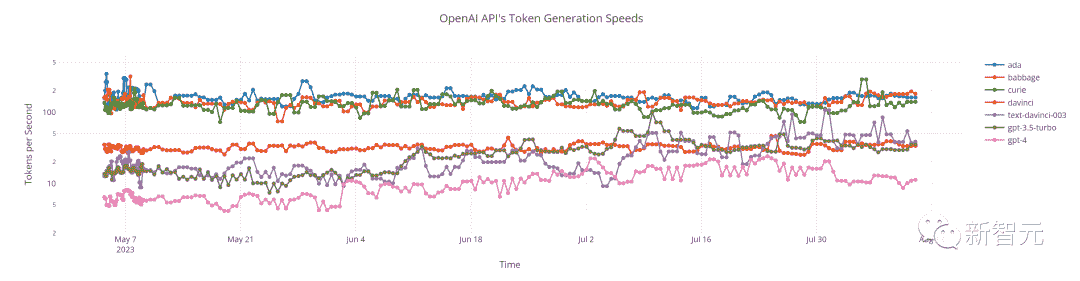 OpenAI API's Token Generation Speeds
Tokens per Second
5
2
100
5
2
10
5
2
May 7
2023
May 21
Jun 4
Jun 18
Jul 2
Jul 16
Jul 30
Time
ada
babbage
curie
davinci
text-davinci-003
gpt-3.5-turbo
gpt-4
新智元